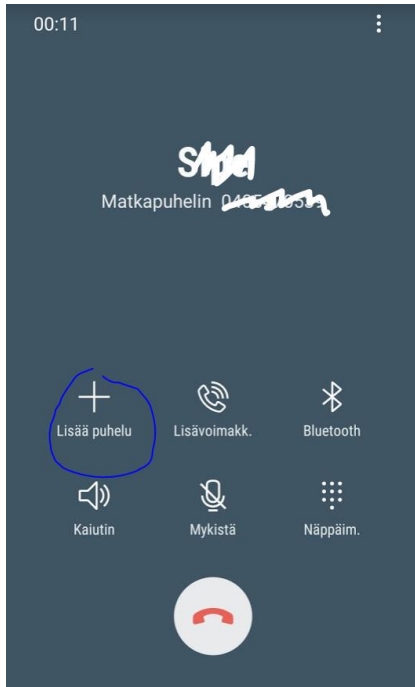 00:11
Matkapuhelin
Lisää puhelu
Lisävoimakk.
Bluetooth
Kaiutin
Mykistä
Näppäim.